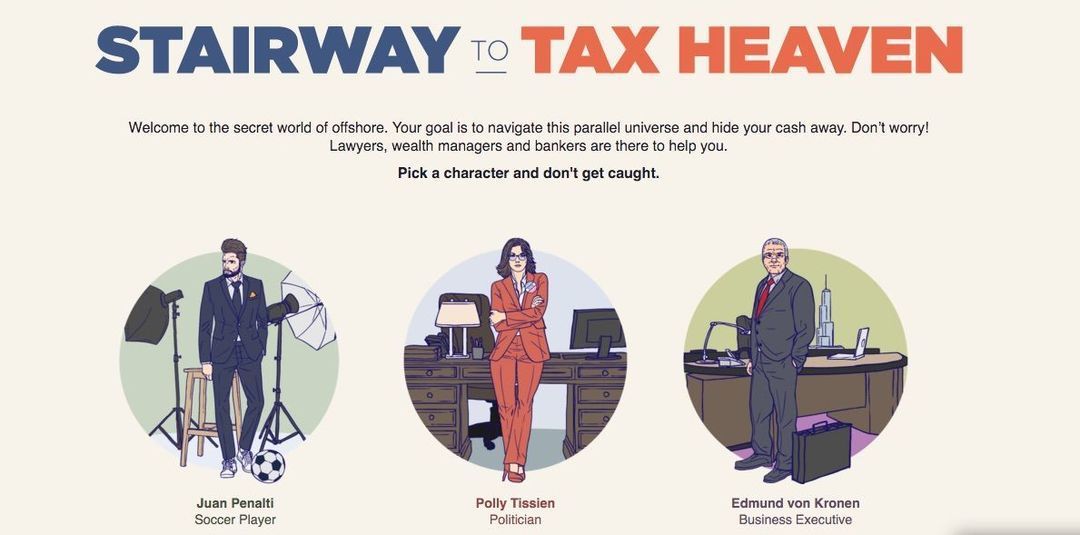 STAIRWAY TO TAX HEAVEN
Welcome to the secret world of offshore. Your goal is to navigate this parallel universe and hide your cash away. Don't worry!
Lawyers, wealth managers and bankers are there to help you.
Pick a character and don't get caught.
Juan Penalti
Soccer Player
Polly Tissien
Politician
Edmund von Kronen
Business Executive